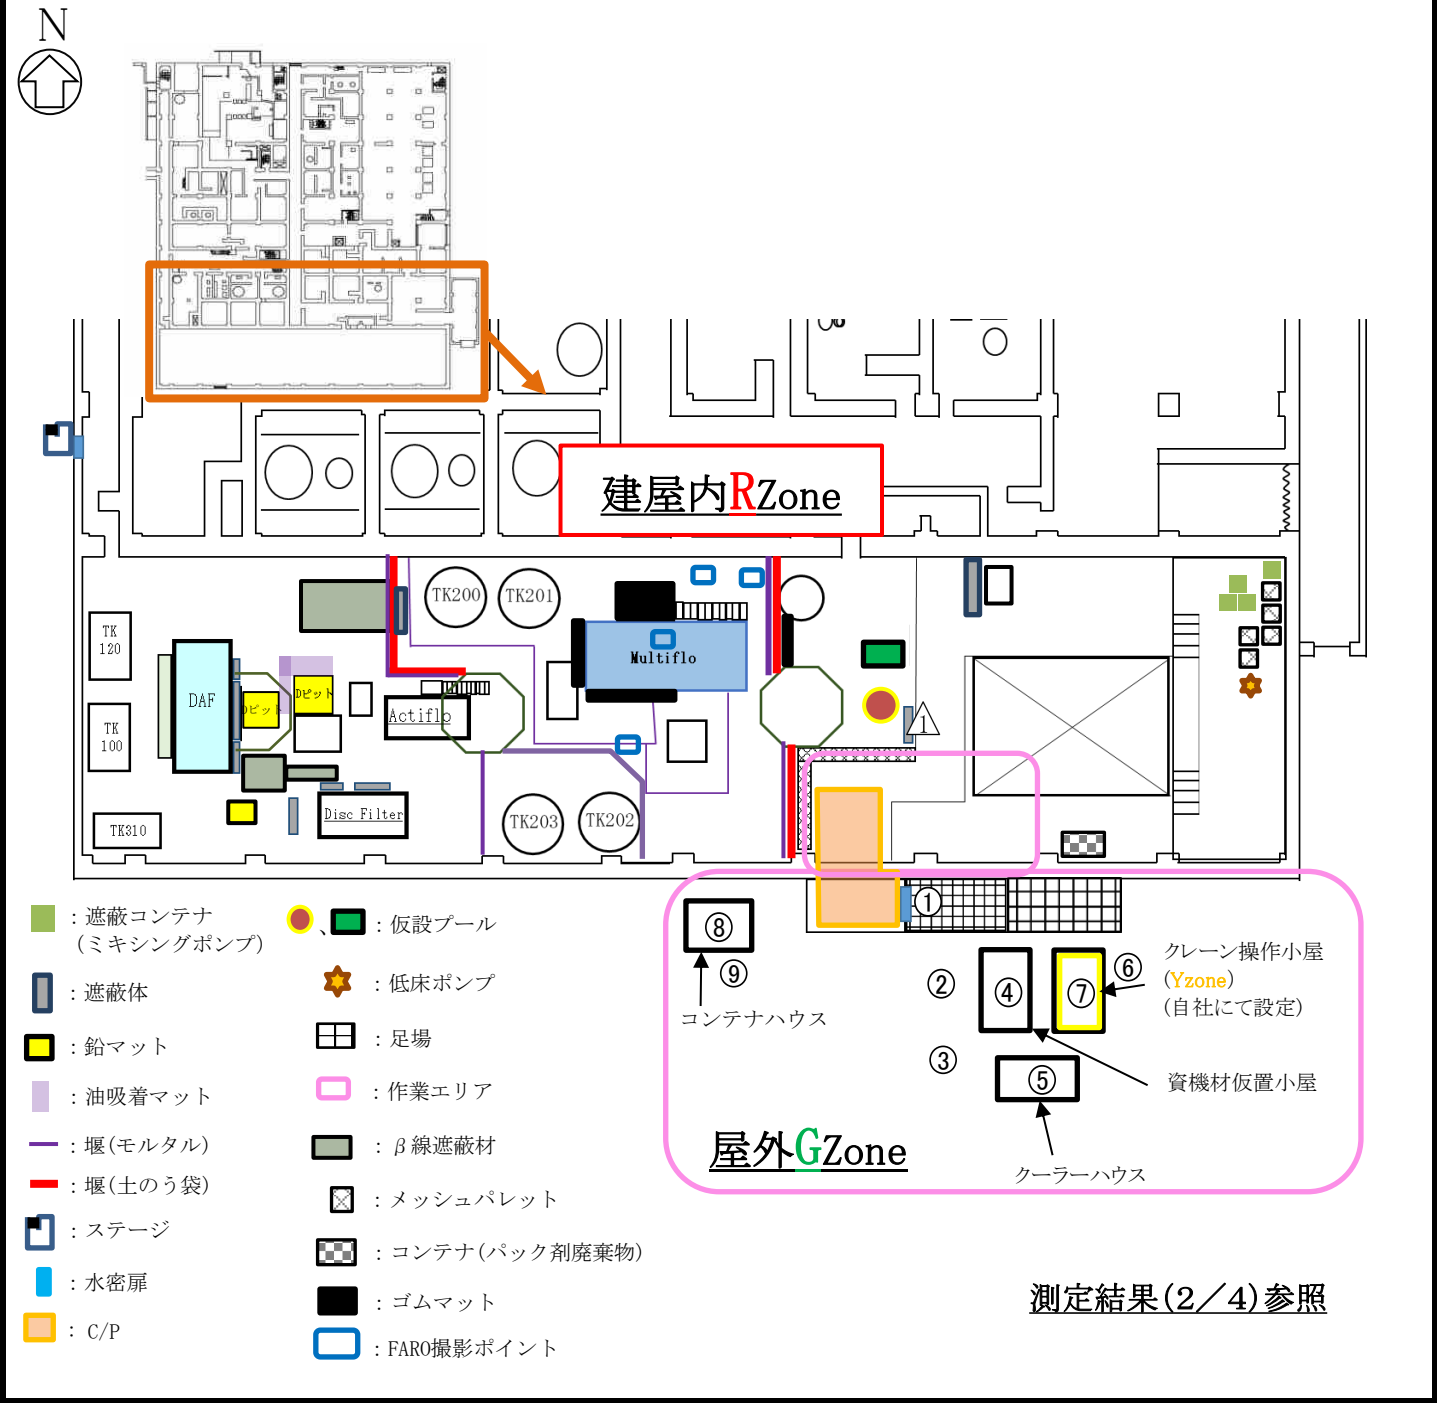 N
建屋内RZone
TK200
TK201
TK
120
Multiflo
DAF
Dピット
Dピット
Actiflo
TK
100
1
Disc Filter
TK203
TK202
TK310
①
⑧
⑨
コンテナハウス
②
④
⑦
⑥
クレーン操作小屋
(Yzone)
(自社にて設定)
③
⑤
資機材仮置小屋
クーラーハウス
屋外GZone
測定結果(2/4)参照
:遮蔽コンテナ
(ミキシングポンプ)
:遮蔽体
:鉛マット
:油吸着マット
:堰(モルタル)
:堰(土のう袋)
:ステージ
:水密扉
: C/P
、
:仮設プール
:低床ポンプ
:足場
:作業エリア
:β線遮蔽材
:メッシュパレット
:コンテナ(パック剤廃棄物)
:ゴムマット
:FARO撮影ポイント